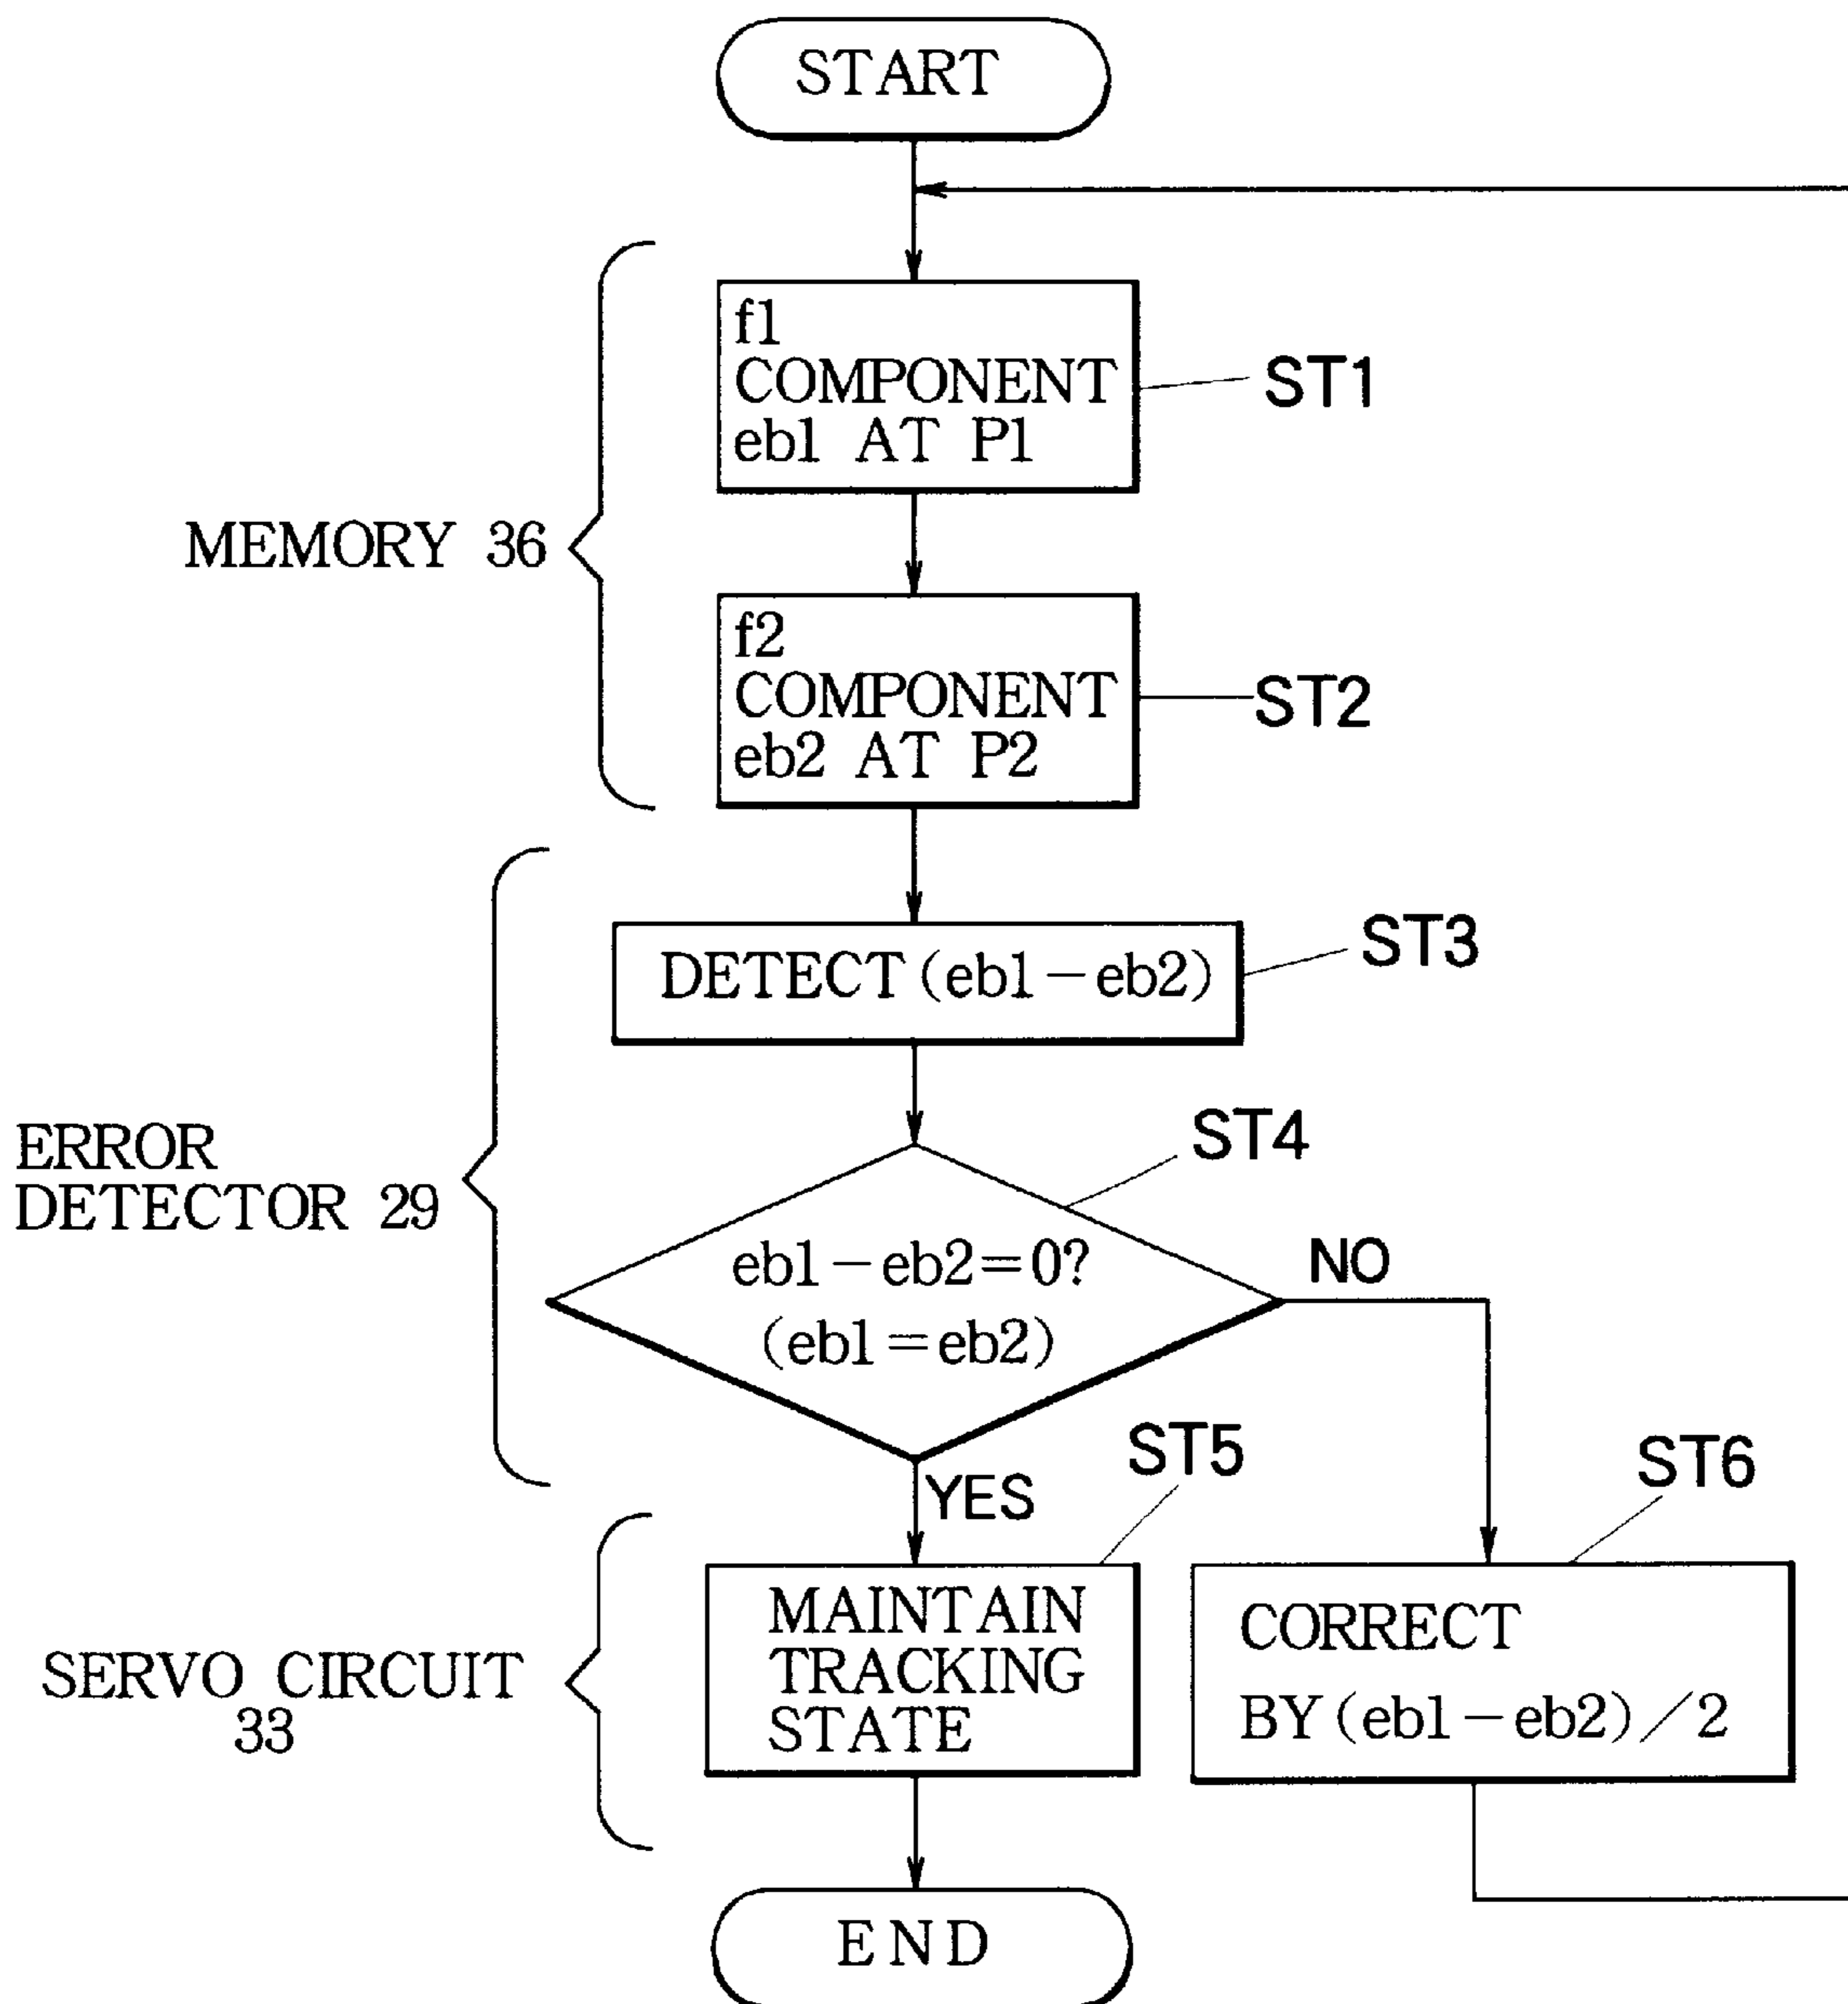 START
f1
COMPONENT
eb1 AT P1
ST1
MEMORY 36
f2
COMPONENT
eb2 AT P2
ST2
DETECT (eb1－eb2)
ST3
ERROR
DETECTOR 29
ST4
eb1－eb2＝0?
(eb1＝eb2)
NO
YES
ST5
ST6
SERVO CIRCUIT
33
MAINTAIN
TRACKING
STATE
CORRECT
BY (eb1－eb2)／2
END